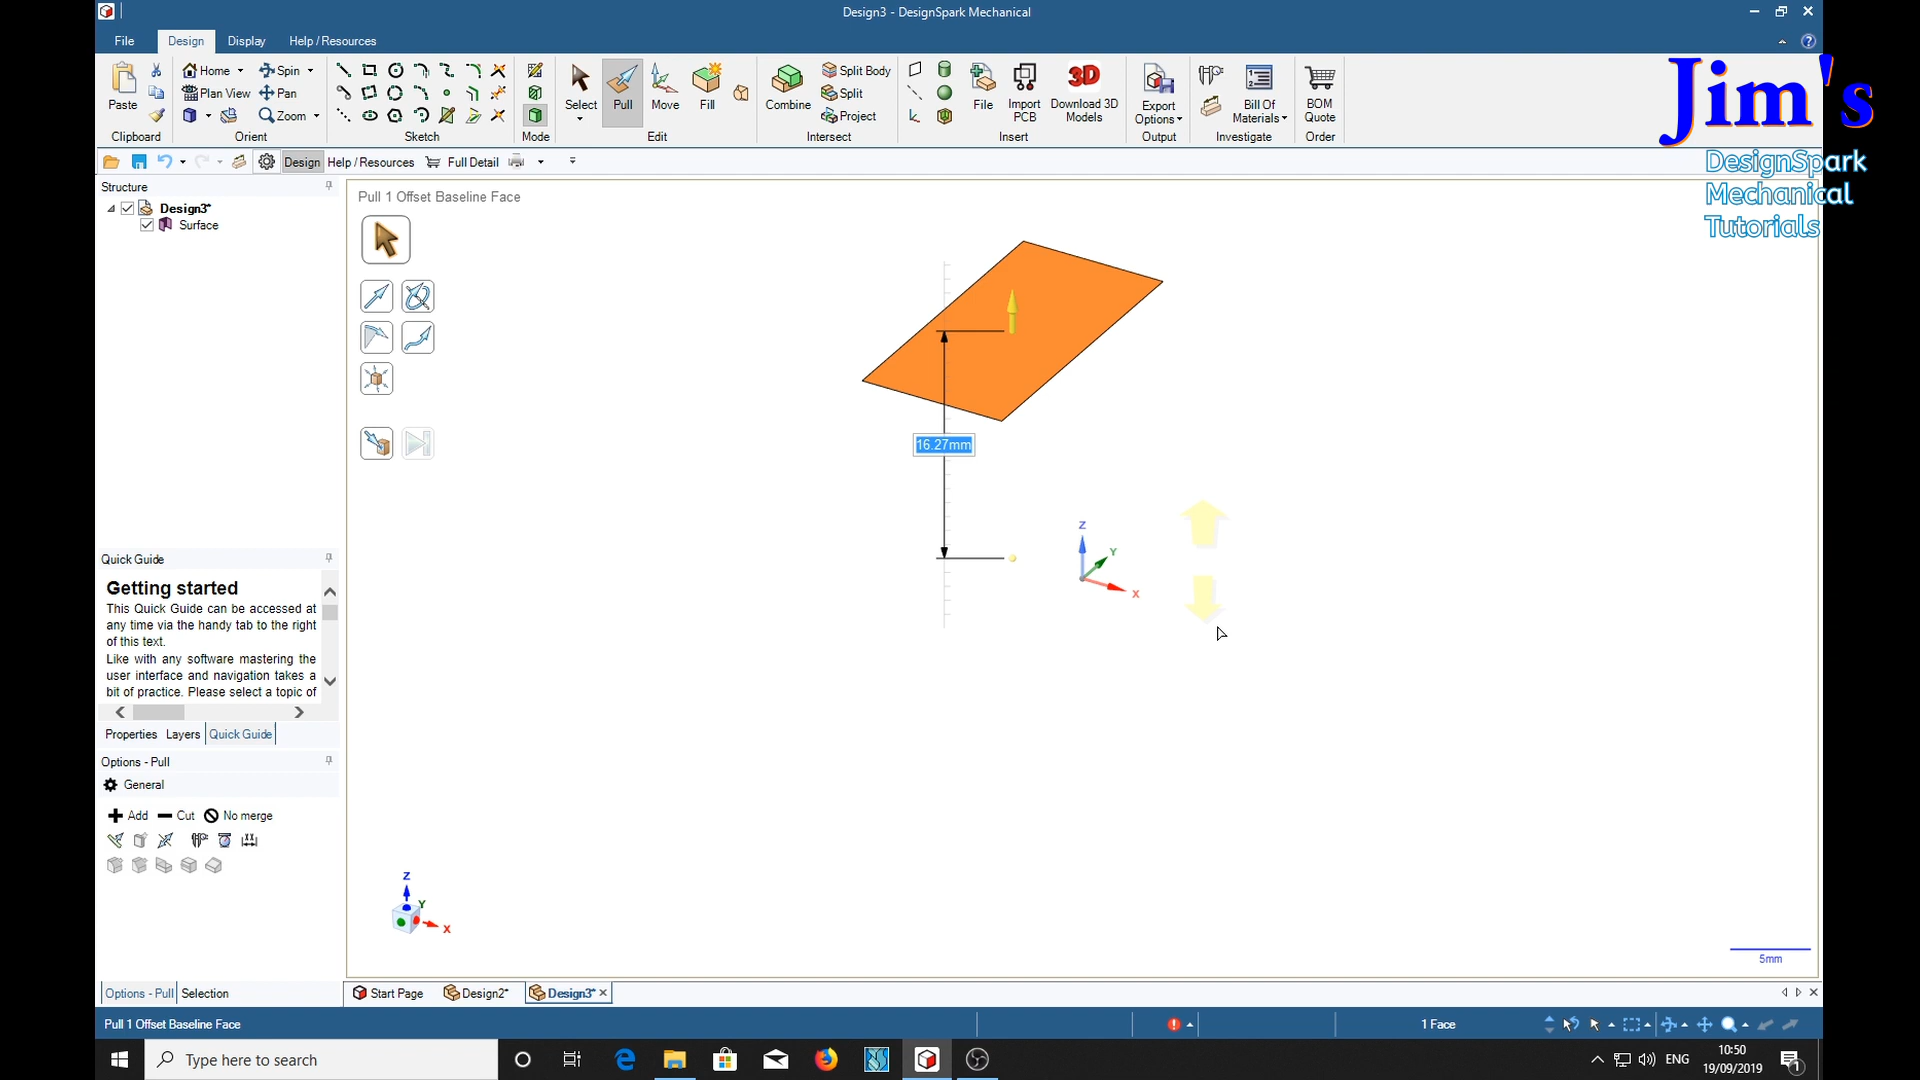 Design3 - DesignSpark Mechanical
File Design Display Help / Resources
Jim's
DesignSpark
Mechanical
Tutorials
Paste
Clipboard
Home Spin
Plan View Pan
Zoom
Orient
Sketch
Mode
Select Pull Move Fill
Edit
Combine
Split Body
Split
Project
Intersect
File
Import
PCB
Download 3D
Models
Insert
Export
Options
Output
Bill Of
Materials
Investigate
BOM
Quote
Order
Design Help / Resources Full Detail
Structure
Design3*
Surface
Pull 1 Offset Baseline Face
16.27mm
Z
Y
X
Quick Guide
Getting started
This Quick Guide can be accessed at
any time via the handy tab to the right
of this text.
Like with any software mastering the
user interface and navigation takes a
bit of practice. Please select a topic of
Properties Layers Quick Guide
Options - Pull
General
Add Cut No merge
Z
Y
X
5mm
Options - Pull Selection
Start Page Design2* Design3*
Pull 1 Offset Baseline Face
1 Face
Type here to search
ENG
10:50
19/09/2019
1